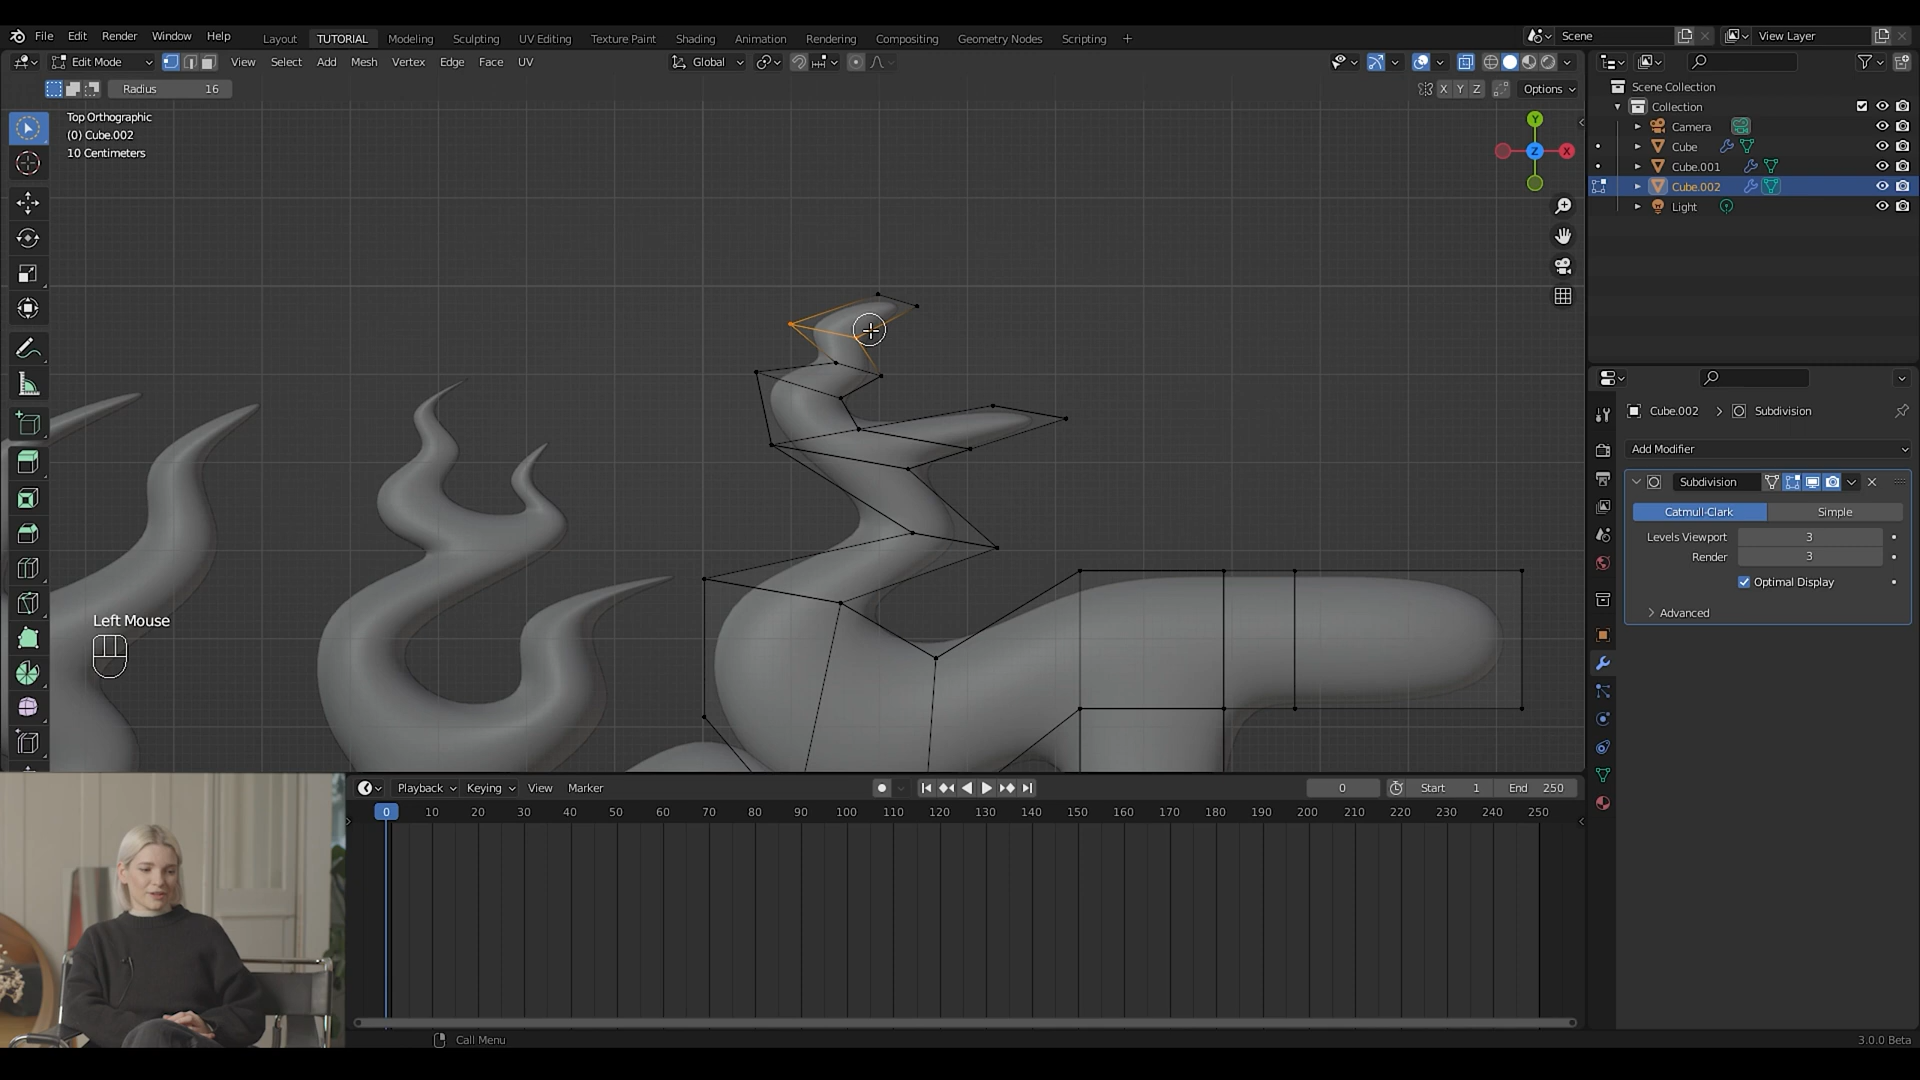 File Edit Render Window Help
Layout TUTORIAL Modeling Sculpting UV Editing Texture Paint Shading Animation Rendering Compositing Geometry Nodes Scripting +
Scene
View Layer
Edit Mode View Select Add Mesh Vertex Edge Face UV
Global
Radius 16
X Y Z Options
Top Orthographic
(0) Cube.002
10 Centimeters
Y
Z
X
Left Mouse
Scene Collection
Collection
Camera
Cube
Cube.001
Cube.002
Light
Cube.002 > Subdivision
Add Modifier
Subdivision
Catmull-Clark Simple
Levels Viewport 3
Render 3
Optimal Display
Advanced
Playback Keying View Marker
0 Start 1 End 250
0 10 20 30 40 50 60 70 80 90 100 110 120 130 140 150 160 170 180 190 200 210 220 230 240 250
Call Menu
3.0.0 Beta